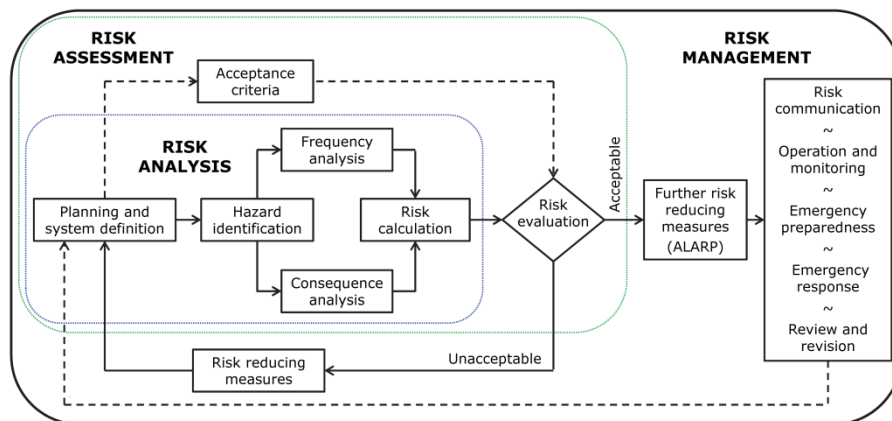 RISK
ASSESSMENT
Acceptance
criteria
RISK
MANAGEMENT
RISK
ANALYSIS
Planning and
system definition
Hazard
identification
Frequency
analysis
Consequence
analysis
Risk
calculation
Risk
evaluation
Acceptable
Further risk
reducing
measures
(ALARP)
Risk
communication
~
Operation and
monitoring
~
Emergency
preparedness
~
Emergency
response
~
Review and
revision
Unacceptable
Risk reducing
measures